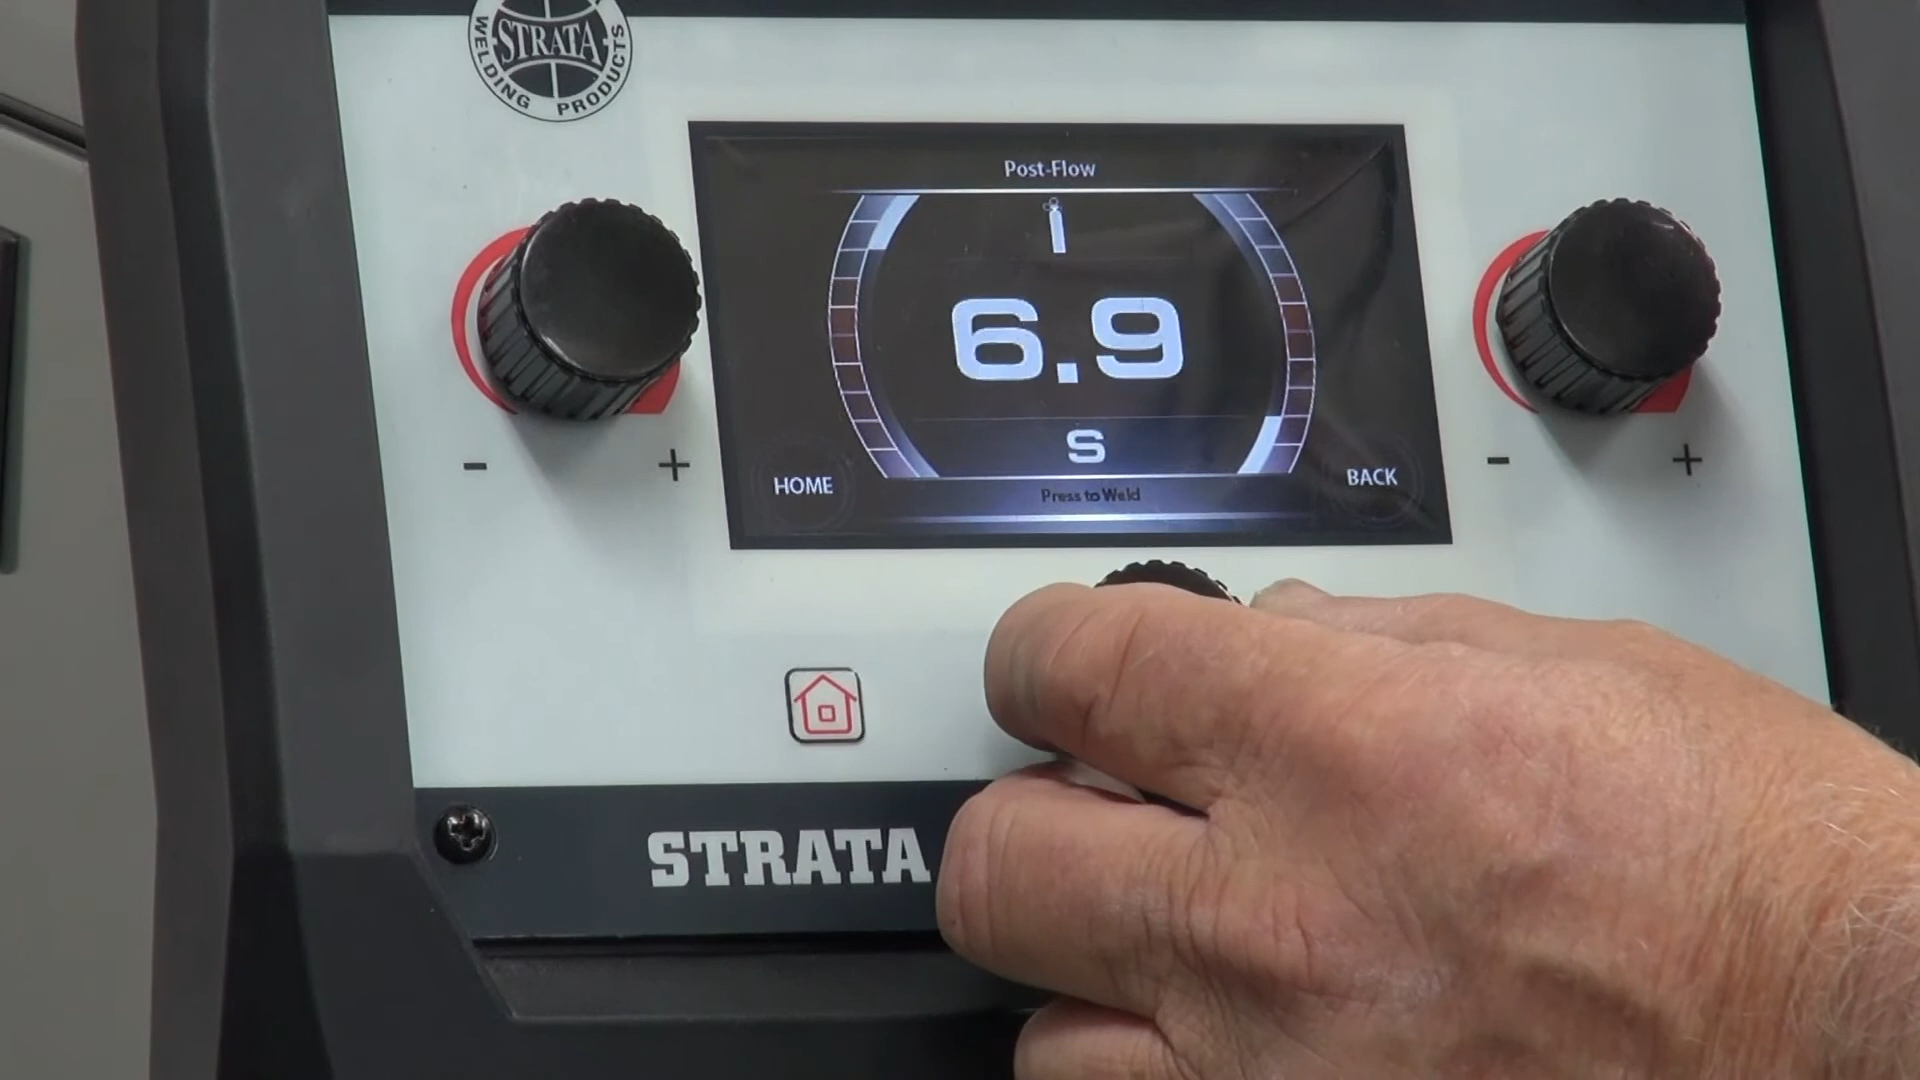 STRATA
WELDING PRODUCTS
Post-Flow
6.9
S
HOME
BACK
Press to Weld
- +
- +
STRATA